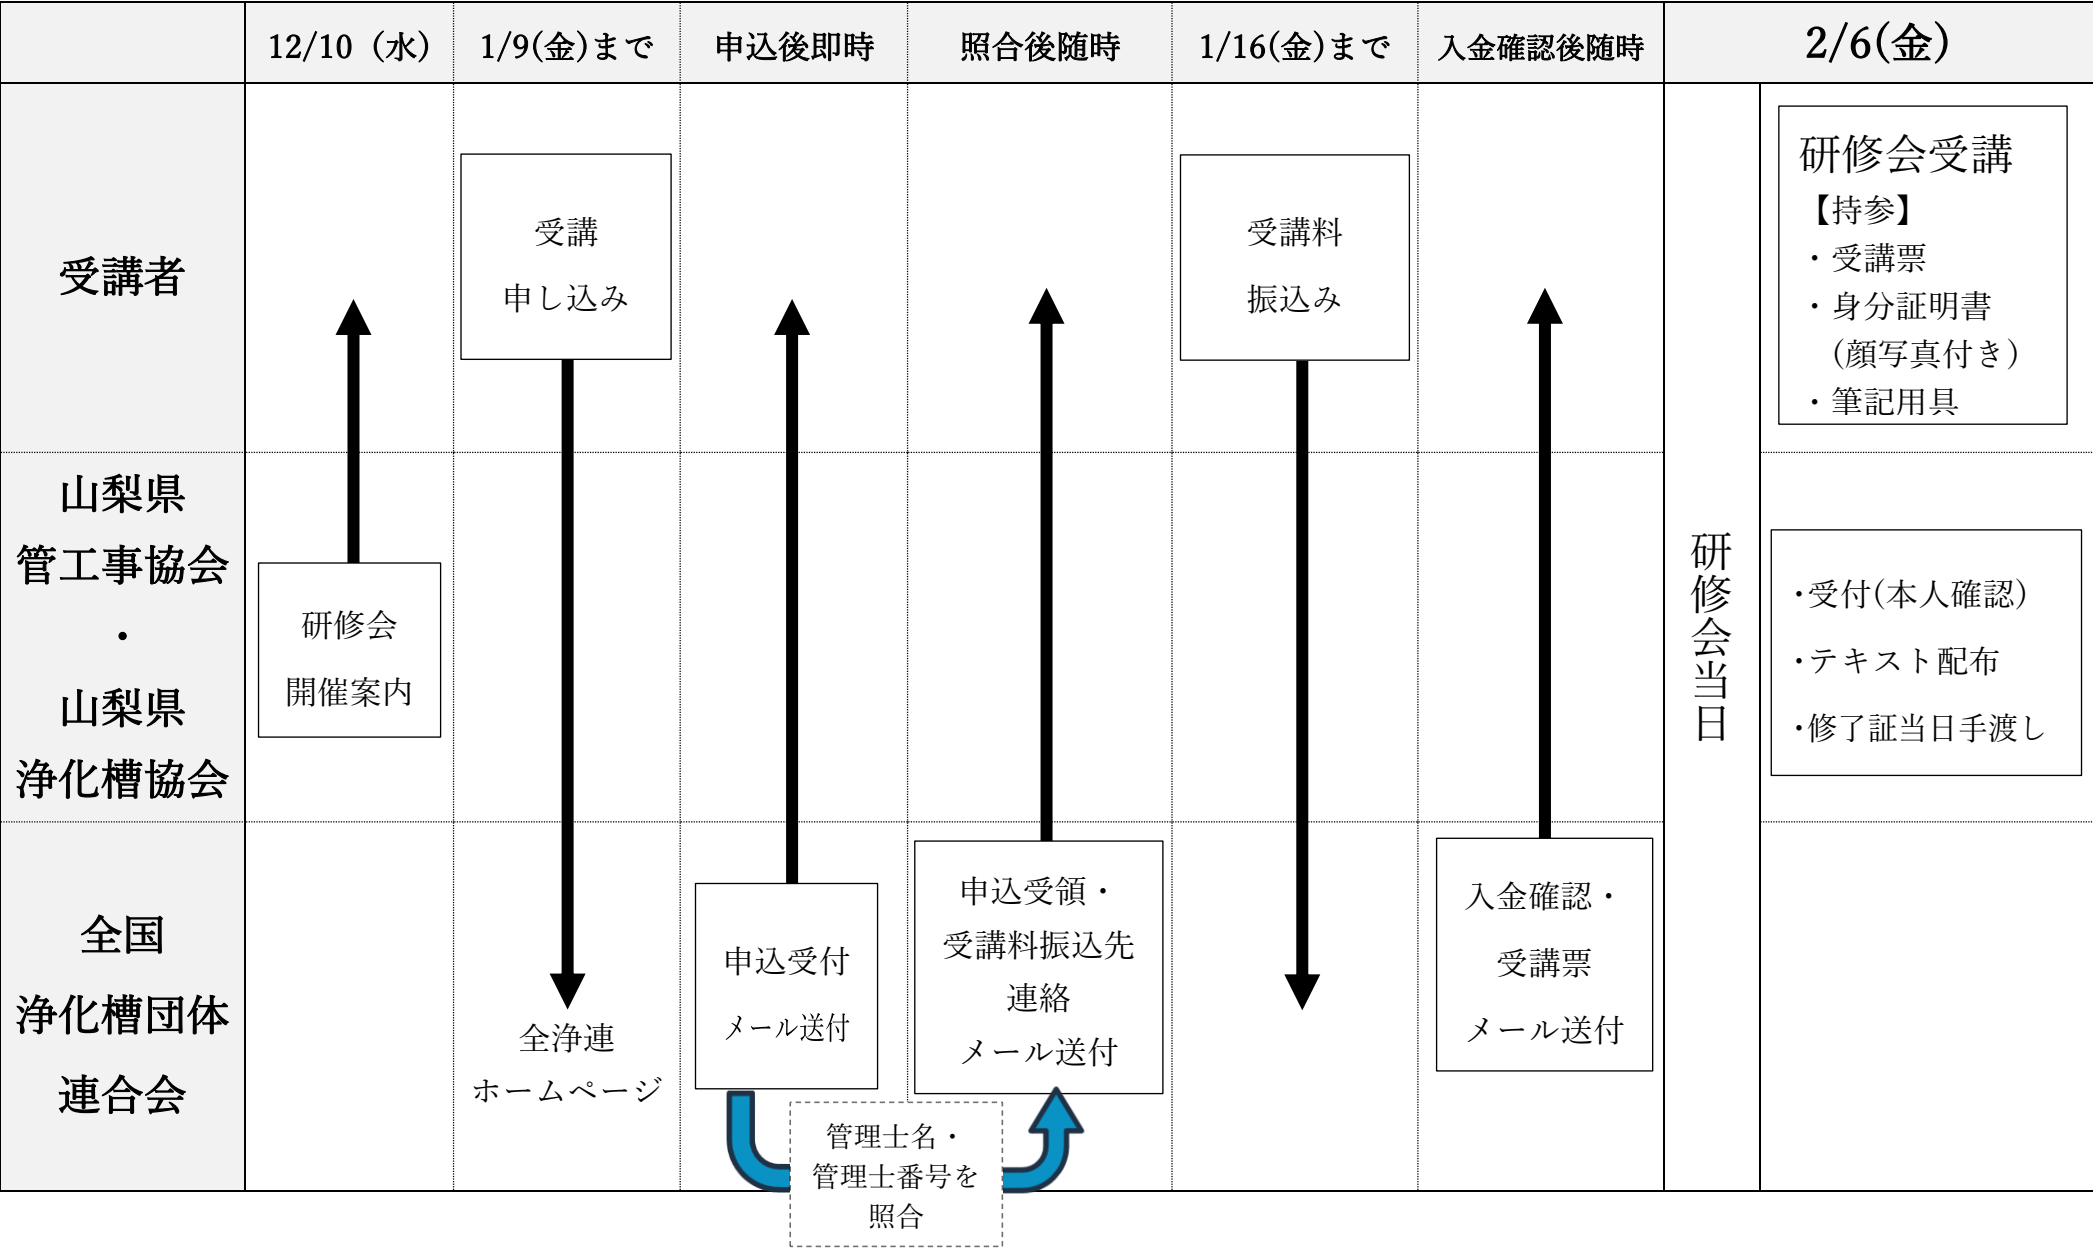 12/10（水）
1/9(金)まで
申込後即時
照合後随時
1/16(金)まで
入金確認後随時
2/6(金)
受講者
受講
申し込み
受講料
振込み
研修会受講
【持参】
・受講票
・身分証明書
(顔写真付き)
・筆記用具
山梨県
管工事協会
・
山梨県
浄化槽協会
研修会
開催案内
研修会当日
・受付(本人確認)
・テキスト配布
・修了証当日手渡し
全国
浄化槽団体
連合会
全浄連
ホームページ
申込受付
メール送付
申込受領・
受講料振込先
連絡
メール送付
入金確認・
受講票
メール送付
管理士名・
管理士番号を
照合